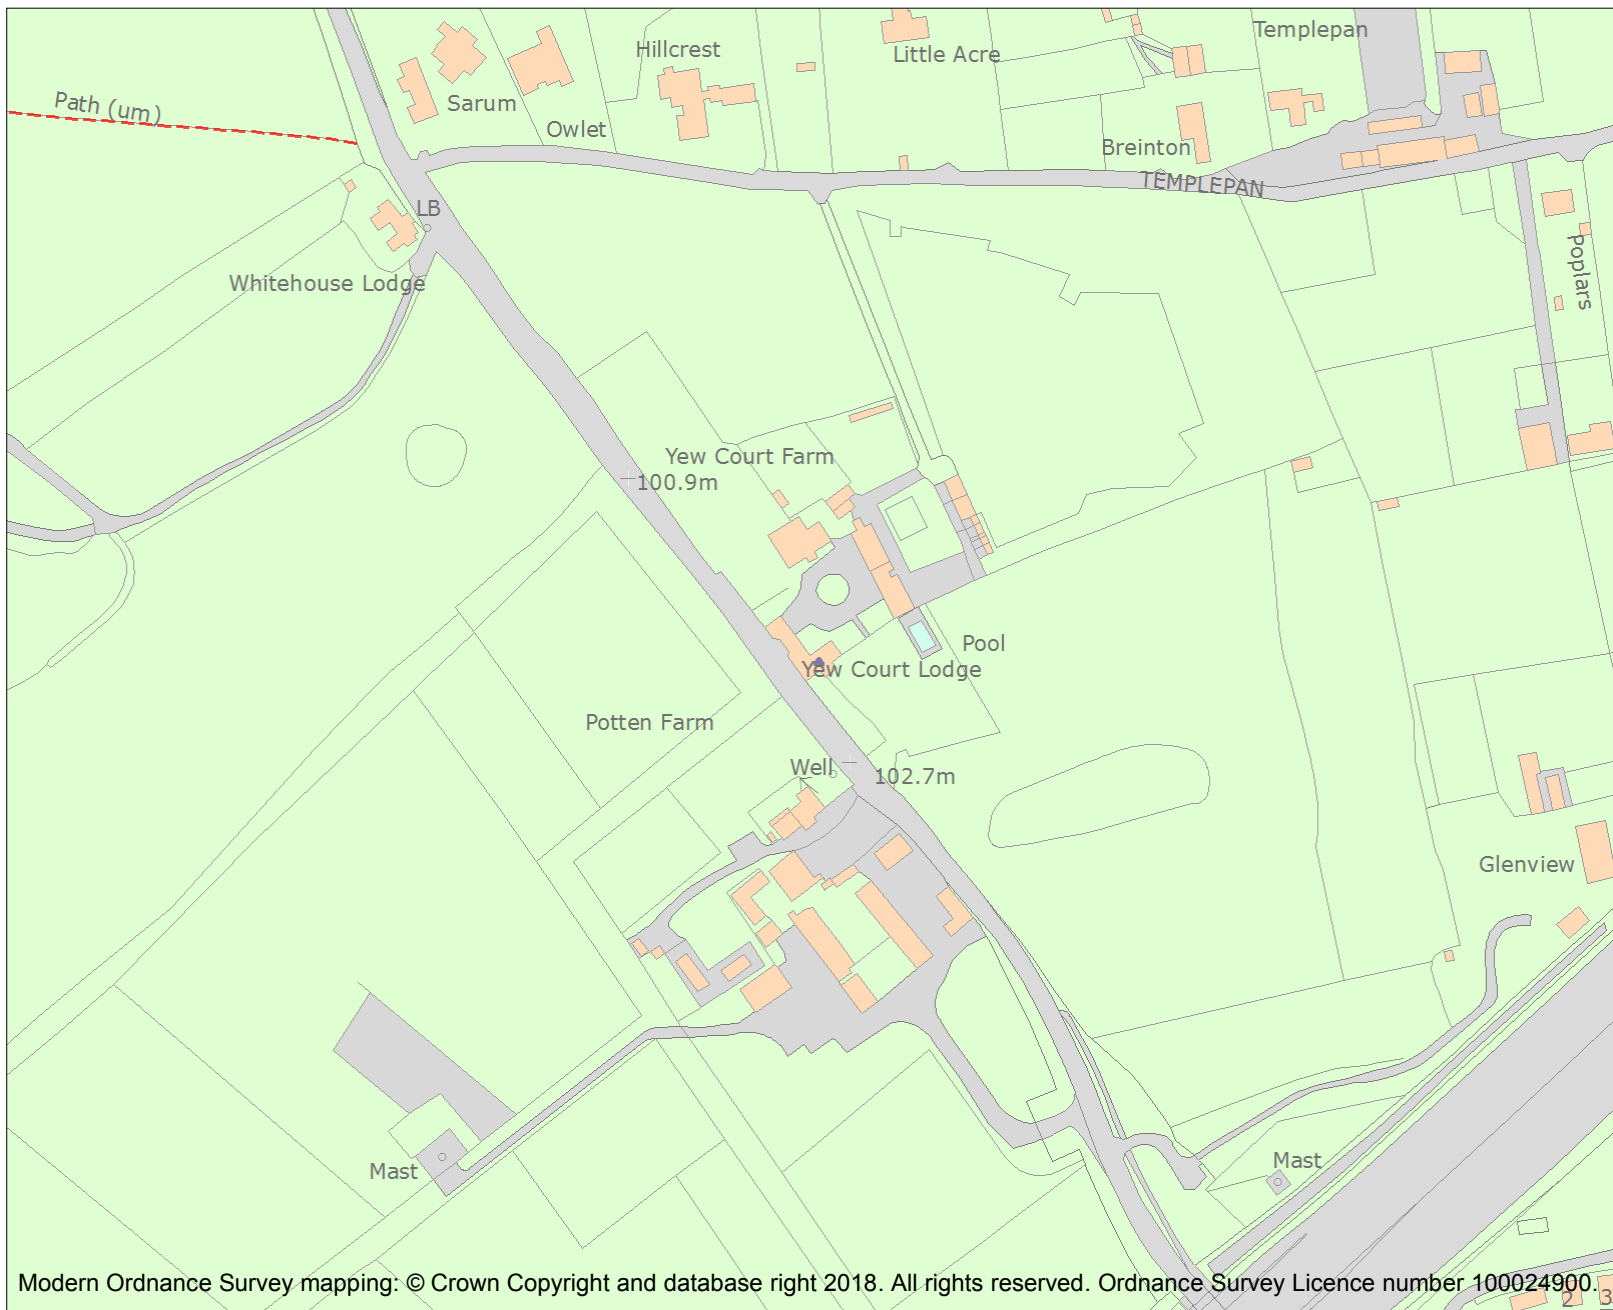 Templepan
Hillcrest
Little Acre
Path (um)
Sarum
Owlet
Breinton
TEMPLEPAN
LB
Poplars
Whitehouse Lodge
Yew Court Farm
100.9m
Pool
Yew Court Lodge
Potten Farm
Well
102.7m
Glenview
Mast
Mast
Modern Ordnance Survey mapping: © Crown Copyright and database right 2018. All rights reserved. Ordnance Survey Licence number 100024900.
2
3